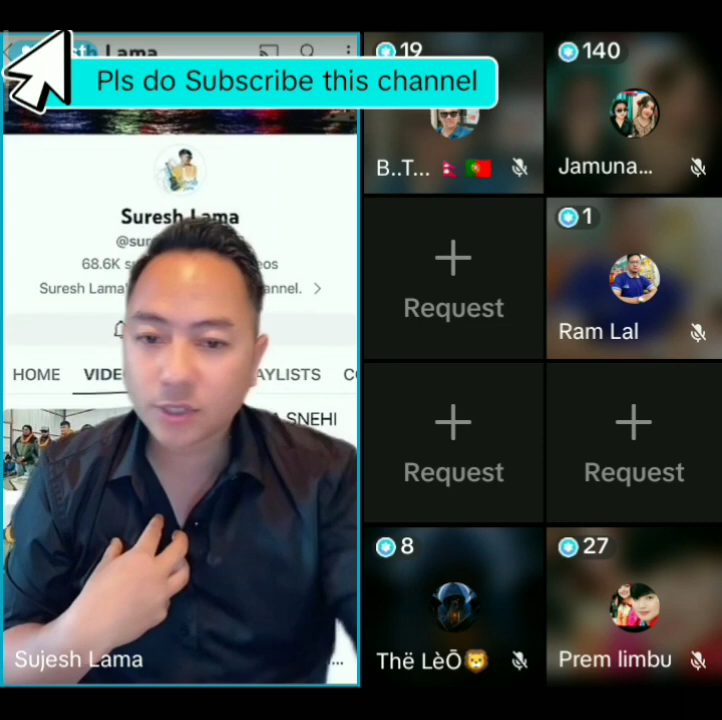 Pls do Subscribe this channel
Suresh Lama
68.6K
Suresh Lama
HOME
SNEHI
Sujesh Lama
19
B..T... 🇳🇵 🇵🇹
140
Jamuna...
Request
1
Ram Lal
Request
Request
8
Thë LèŌ🦁
27
Prem limbu